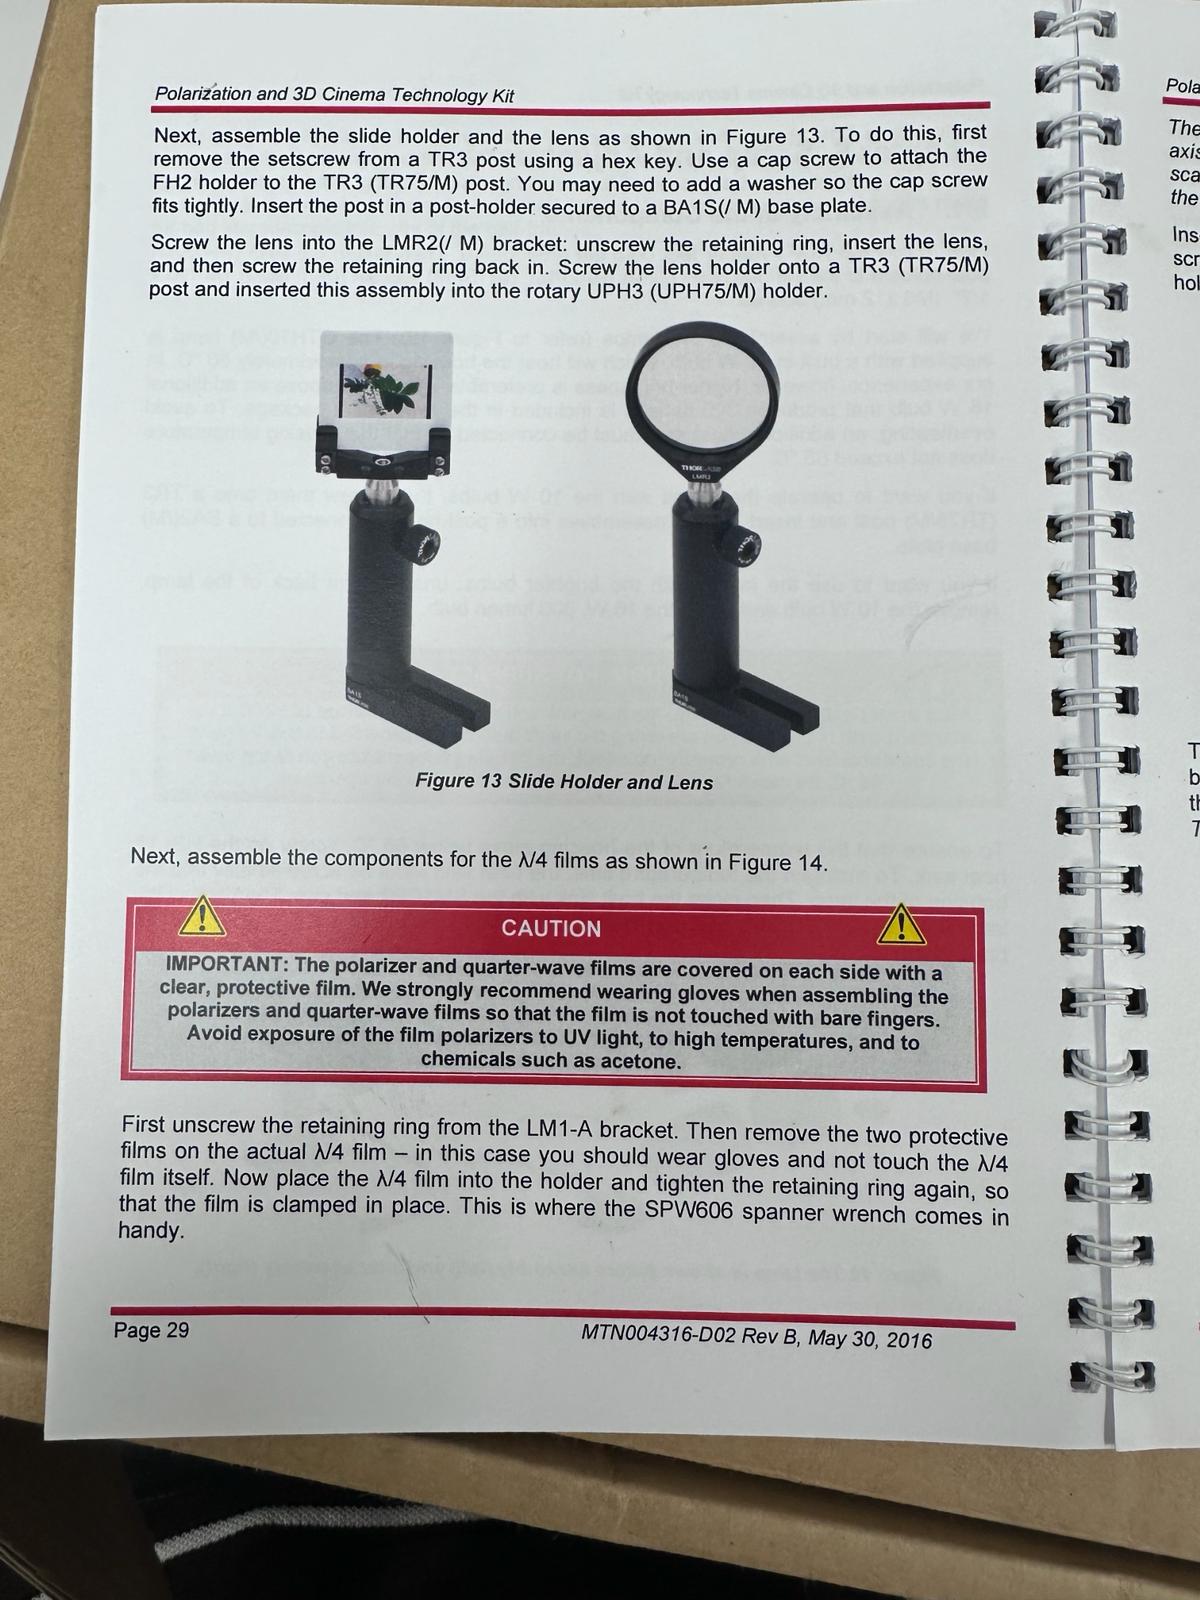 Polarization and 3D Cinema Technology Kit
Next, assemble the slide holder and the lens as shown in Figure 13. To do this, first
remove the setscrew from a TR3 post using a hex key. Use a cap screw to attach the
FH2 holder to the TR3 (TR75/M) post. You may need to add a washer so the cap screw
fits tightly. Insert the post in a post-holder secured to a BA1S(/ M) base plate.
Screw the lens into the LMR2(/ M) bracket: unscrew the retaining ring, insert the lens,
and then screw the retaining ring back in. Screw the lens holder onto a TR3 (TR75/M)
post and inserted this assembly into the rotary UPH3 (UPH75/M) holder.
THORLABS
LMR2
BA1S
BA1S
Figure 13 Slide Holder and Lens
Next, assemble the components for the λ/4 films as shown in Figure 14.
CAUTION
IMPORTANT: The polarizer and quarter-wave films are covered on each side with a
clear, protective film. We strongly recommend wearing gloves when assembling the
polarizers and quarter-wave films so that the film is not touched with bare fingers.
Avoid exposure of the film polarizers to UV light, to high temperatures, and to
chemicals such as acetone.
First unscrew the retaining ring from the LM1-A bracket. Then remove the two protective
films on the actual λ/4 film – in this case you should wear gloves and not touch the λ/4
film itself. Now place the λ/4 film into the holder and tighten the retaining ring again, so
that the film is clamped in place. This is where the SPW606 spanner wrench comes in
handy.
Page 29
MTN004316-D02 Rev B, May 30, 2016
Pola
The
axis
sca
the
Ins
scr
hol
T
b
th
T